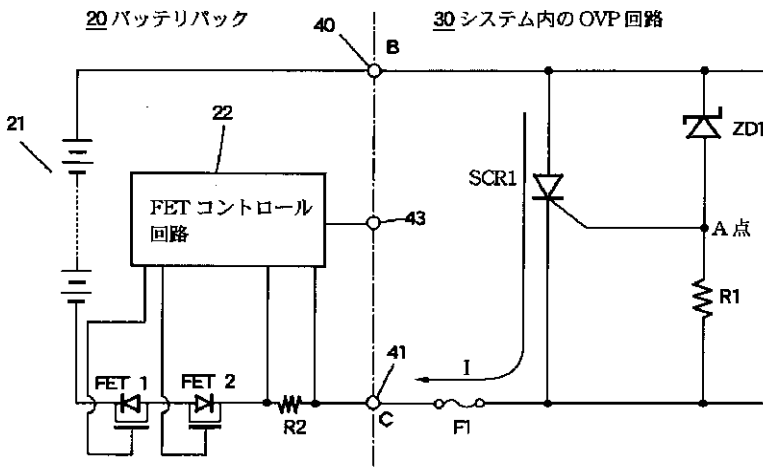 20 バッテリパック
40
B
30 システム内の OVP 回路
21
22
FET コントロール
回路
43
SCR1
ZD1
A 点
R1
FET 1
FET 2
R2
41
C
I
F1